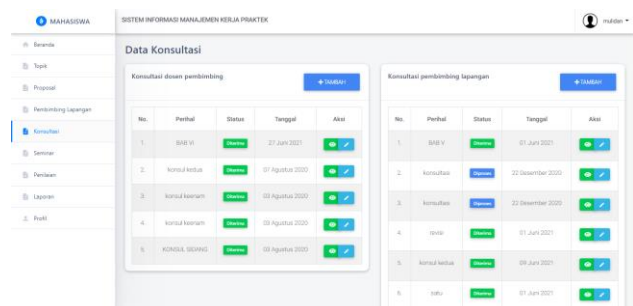 MAHASISWA
SISTEM INFORMASI MANAJEMEN KERJA PRAKTEK
muhdan
Beranda
Topik
Proposal
Pembimbing Lapangan
Konsultasi
Seminar
Penilaian
Laporan
Profil
Data Konsultasi
Konsultasi dosen pembimbing
+ TAMBAH
No. Perihal Status Tanggal Aksi
1. BAB VI Diterima 27 Juni 2021
2. konsul kedua Diterima 01 Agustus 2020
3. konsul keenam Diterima 03 Agustus 2020
4. konsul keenam Diterima 03 Agustus 2020
5. KONSUL SIDANG Diterima 03 Agustus 2020
Konsultasi pembimbing lapangan
+ TAMBAH
No. Perihal Status Tanggal Aksi
1. BAB V Diterima 01 Juni 2021
2. konsultasi Diproses 22 Desember 2020
3. konsultasi Diproses 22 Desember 2020
4. revisi Diterima 31 Juni 2021
5. konsul kedua Diterima 09 Juni 2021
6. satu Diterima 01 Juni 2021